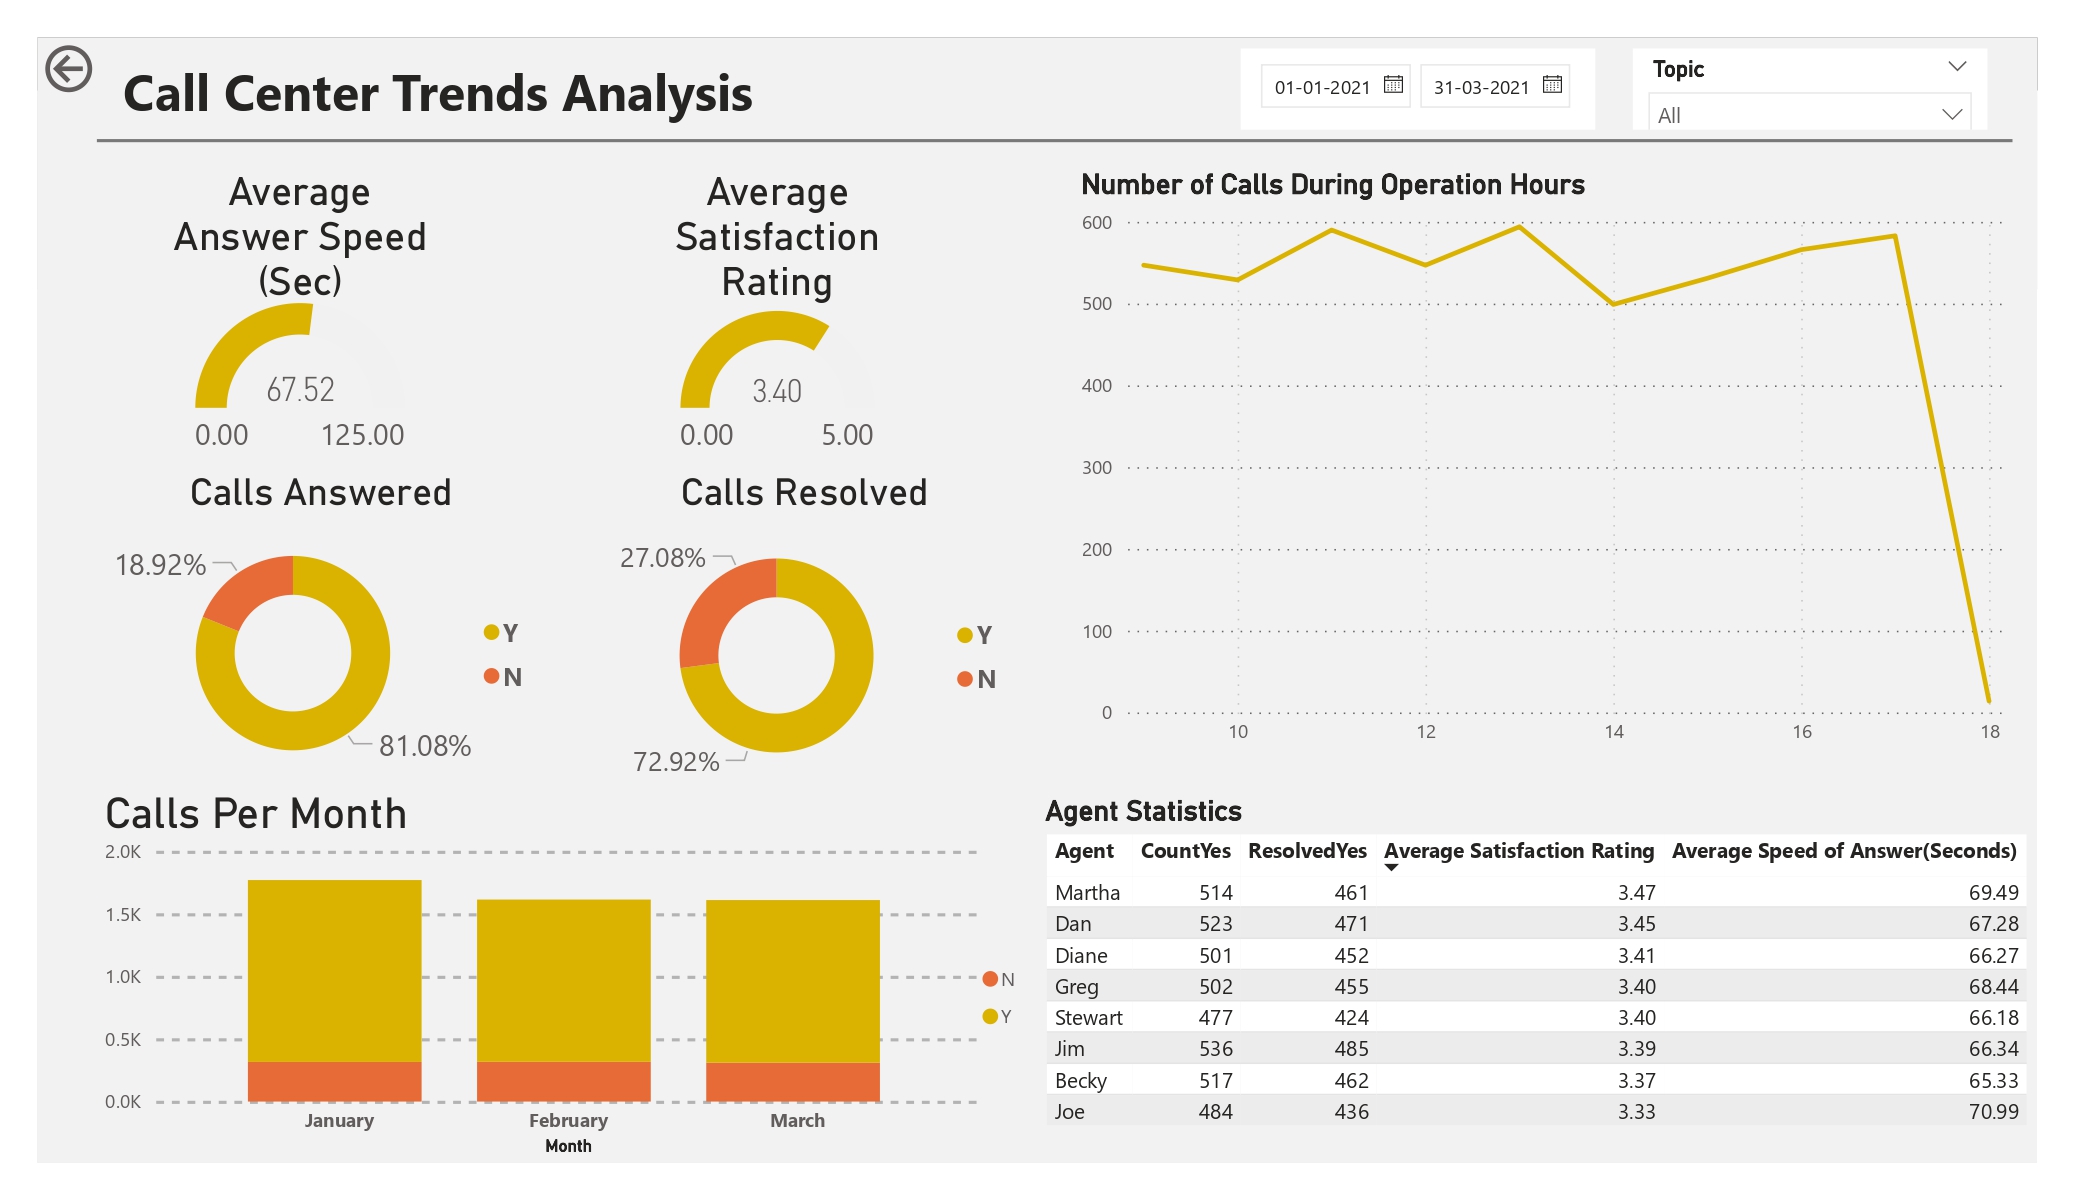 Call Center Trends Analysis
01-01-2021
31-03-2021
Topic
All
Average
Answer Speed
(Sec)
67.52
0.00
125.00
Average
Satisfaction
Rating
3.40
0.00
5.00
Calls Answered
18.92%
81.08%
Y
N
Calls Resolved
27.08%
72.92%
Y
N
Number of Calls During Operation Hours
600
500
400
300
200
100
0
10 12 14 16 18
Calls Per Month
2.0K
1.5K
1.0K
0.5K
0.0K
January February March
Month
N
Y
Agent Statistics
Agent CountYes ResolvedYes Average Satisfaction Rating Average Speed of Answer(Seconds)
Martha 514 461 3.47 69.49
Dan 523 471 3.45 67.28
Diane 501 452 3.41 66.27
Greg 502 455 3.40 68.44
Stewart 477 424 3.40 66.18
Jim 536 485 3.39 66.34
Becky 517 462 3.37 65.33
Joe 484 436 3.33 70.99